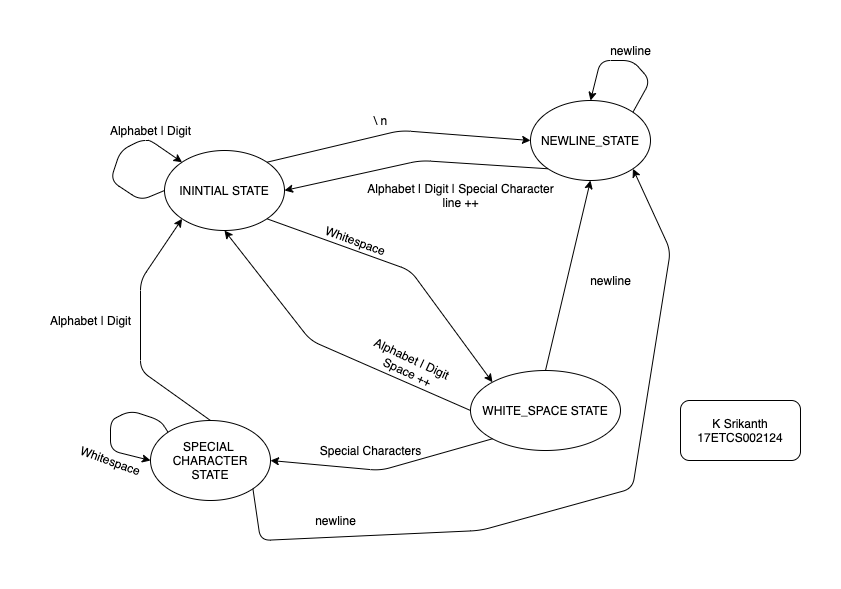 newline
\ n
Alphabet | Digit
NEWLINE_STATE
ININTIAL STATE
Alphabet | Digit | Special Character
line ++
Whitespace
newline
Alphabet | Digit
Alphabet | Digit
Space ++
WHITE_SPACE STATE
K Srikanth
17ETCS002124
Special Characters
SPECIAL
CHARACTER
STATE
Whitespace
newline